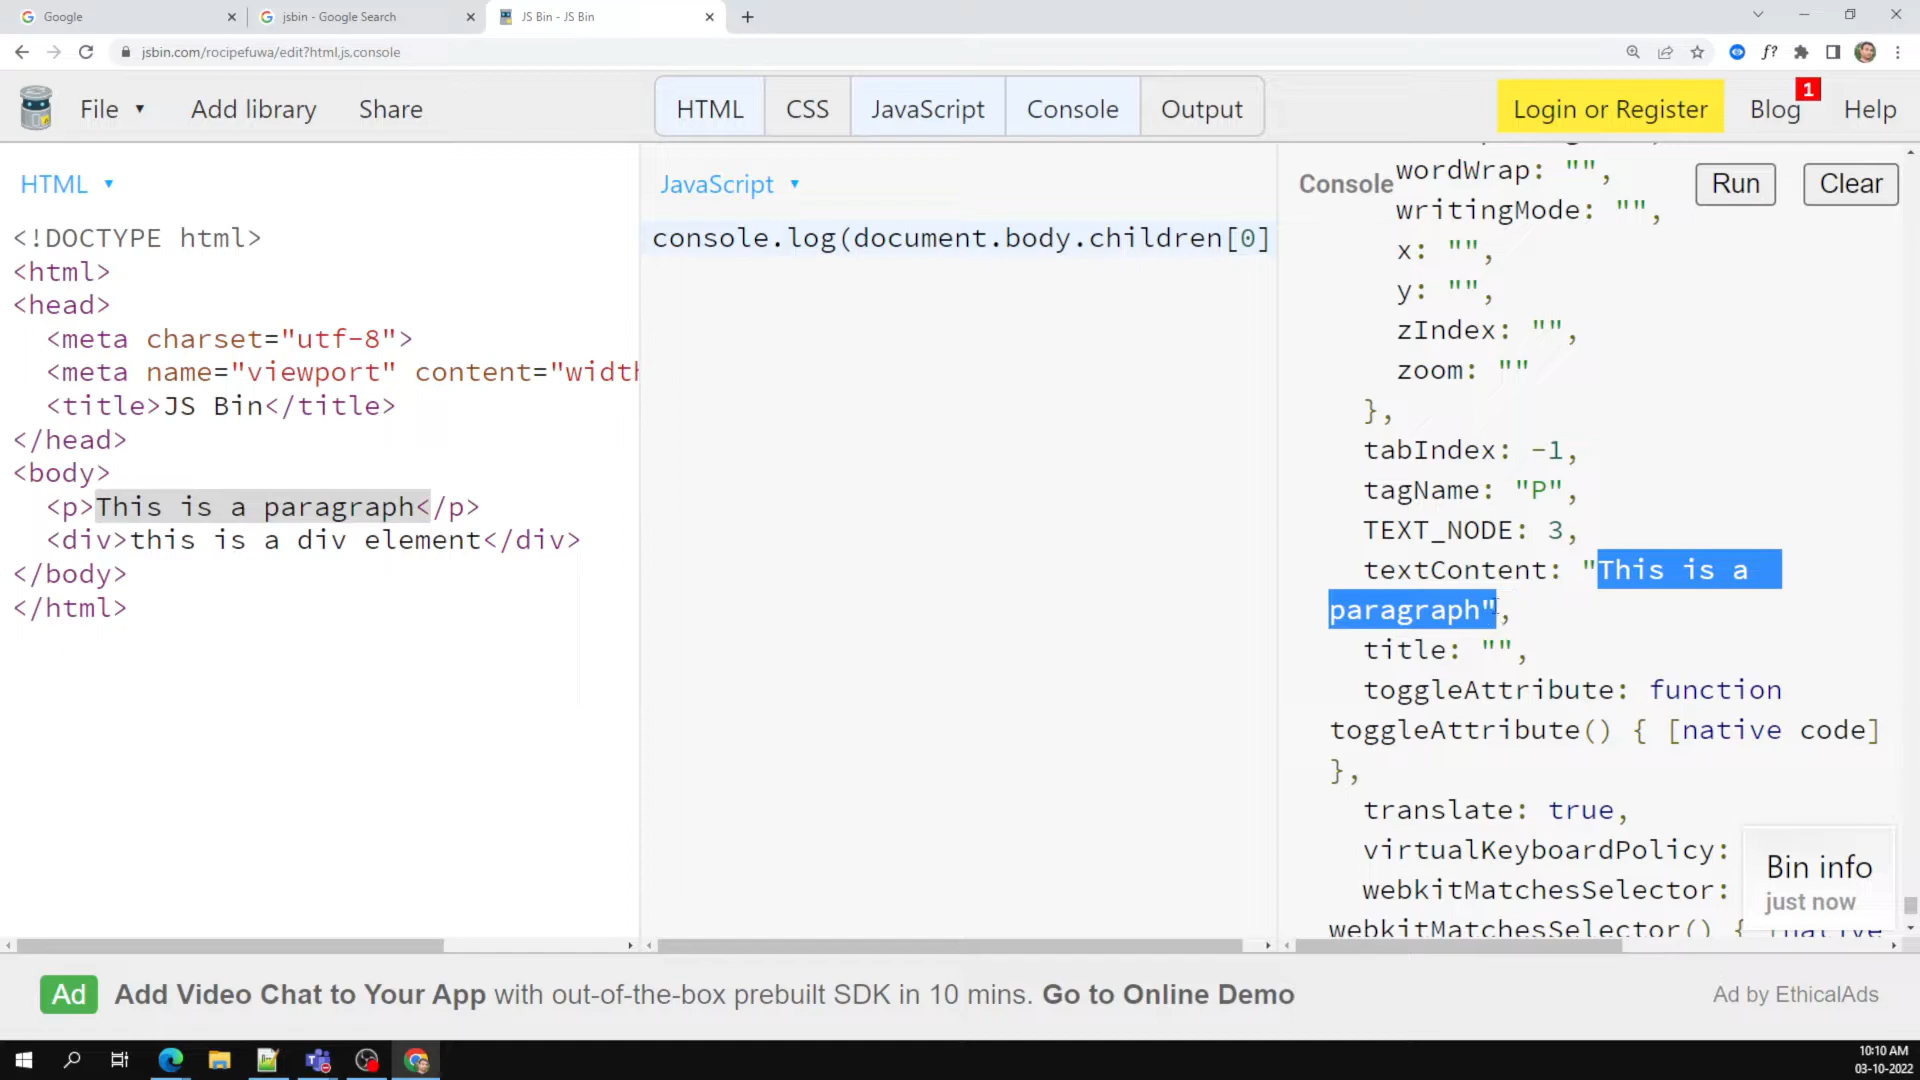 Google
jsbin - Google Search
JS Bin - JS Bin
jsbin.com/rocipefuwa/edit?html,js,console
f?
File
Add library
Share
HTML
CSS
JavaScript
Console
Output
Login or Register
Blog
1
Help
HTML
<!DOCTYPE html>
<html>
<head>
<meta charset="utf-8">
<meta name="viewport" content="width
<title>JS Bin</title>
</head>
<body>
<p>This is a paragraph</p>
<div>this is a div element</div>
</body>
</html>
JavaScript
console.log(document.body.children[0]
Console
Run
Clear
wordWrap: "",
writingMode: "",
x: "",
y: "",
zIndex: "",
zoom: ""
},
tabIndex: -1,
tagName: "P",
TEXT_NODE: 3,
textContent: "This is a
paragraph",
title: "",
toggleAttribute: function
toggleAttribute() { [native code]
},
translate: true,
virtualKeyboardPolicy:
webkitMatchesSelector:
webkitMatchesSelector() { [native
Bin info
just now
Ad
Add Video Chat to Your App with out-of-the-box prebuilt SDK in 10 mins. Go to Online Demo
Ad by EthicalAds
10:10 AM
03-10-2022